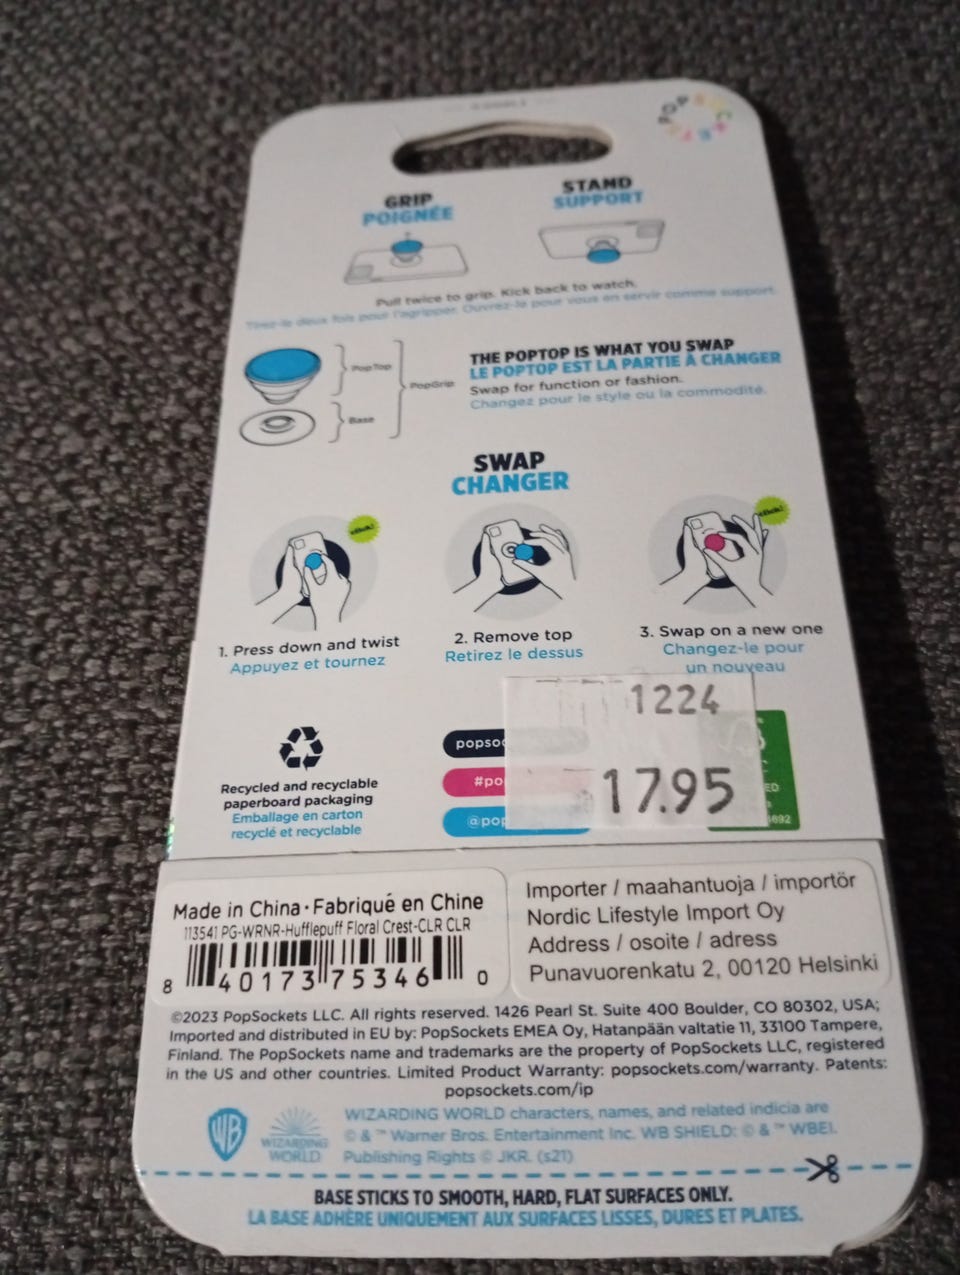 POPSOCKETS
GRIP
POIGNÉE
STAND
SUPPORT
Pull twice to grip. Kick back to watch.
Tirez-le deux fois pour l'agripper. Ouvrez-le pour vous en servir comme support.
PopTop
PopGrip
Base
THE POPTOP IS WHAT YOU SWAP
LE POPTOP EST LA PARTIE À CHANGER
Swap for function or fashion.
Changez pour le style ou la commodité.
SWAP
CHANGER
click!
click!
1. Press down and twist
Appuyez et tournez
2. Remove top
Retirez le dessus
3. Swap on a new one
Changez-le pour
un nouveau
1224
17.95
Recycled and recyclable
paperboard packaging
Emballage en carton
recyclé et recyclable
popsoc
#po
@pop
Made in China · Fabriqué en Chine
113541 PG-WRNR-Hufflepuff Floral Crest-CLR CLR
8 40173 75346 0
Importer / maahantuoja / importör
Nordic Lifestyle Import Oy
Address / osoite / adress
Punavuorenkatu 2, 00120 Helsinki
©2023 PopSockets LLC. All rights reserved. 1426 Pearl St. Suite 400 Boulder, CO 80302, USA;
Imported and distributed in EU by: PopSockets EMEA Oy, Hatanpään valtatie 11, 33100 Tampere,
Finland. The PopSockets name and trademarks are the property of PopSockets LLC, registered
in the US and other countries. Limited Product Warranty: popsockets.com/warranty. Patents:
popsockets.com/ip
WB
WIZARDING
WORLD
WIZARDING WORLD characters, names, and related indicia are
© & ™ Warner Bros. Entertainment Inc. WB SHIELD: © & ™ WBEI.
Publishing Rights © JKR. (s21)
BASE STICKS TO SMOOTH, HARD, FLAT SURFACES ONLY.
LA BASE ADHÈRE UNIQUEMENT AUX SURFACES LISSES, DURES ET PLATES.